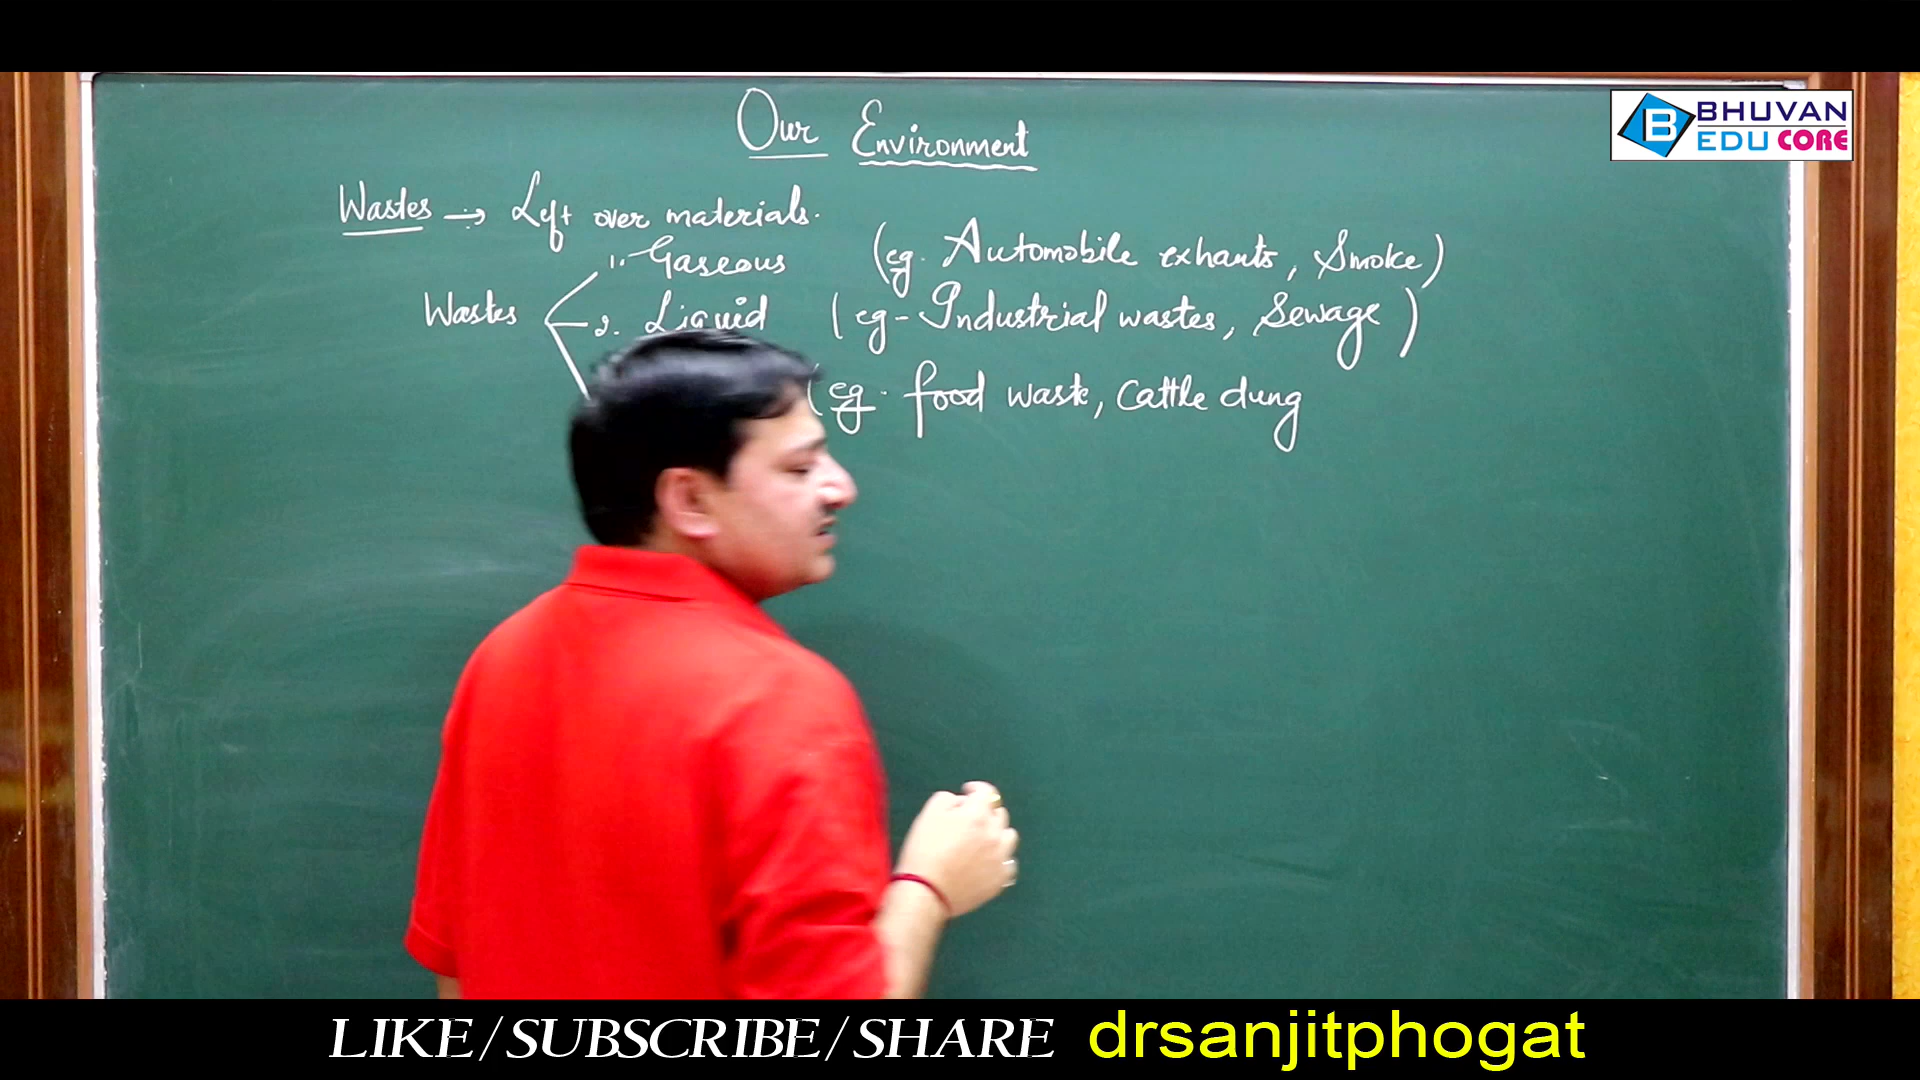 Our Environment
BHUVAN
EDU CORE
Wastes → Left over materials.
1. Gaseous (eg. Automobile exhauts, Smoke)
Wastes 2. Liquid (eg- Industrial wastes, Sewage)
(eg. food waste, Cattle dung
LIKE/SUBSCRIBE/SHARE drsanjitphogat